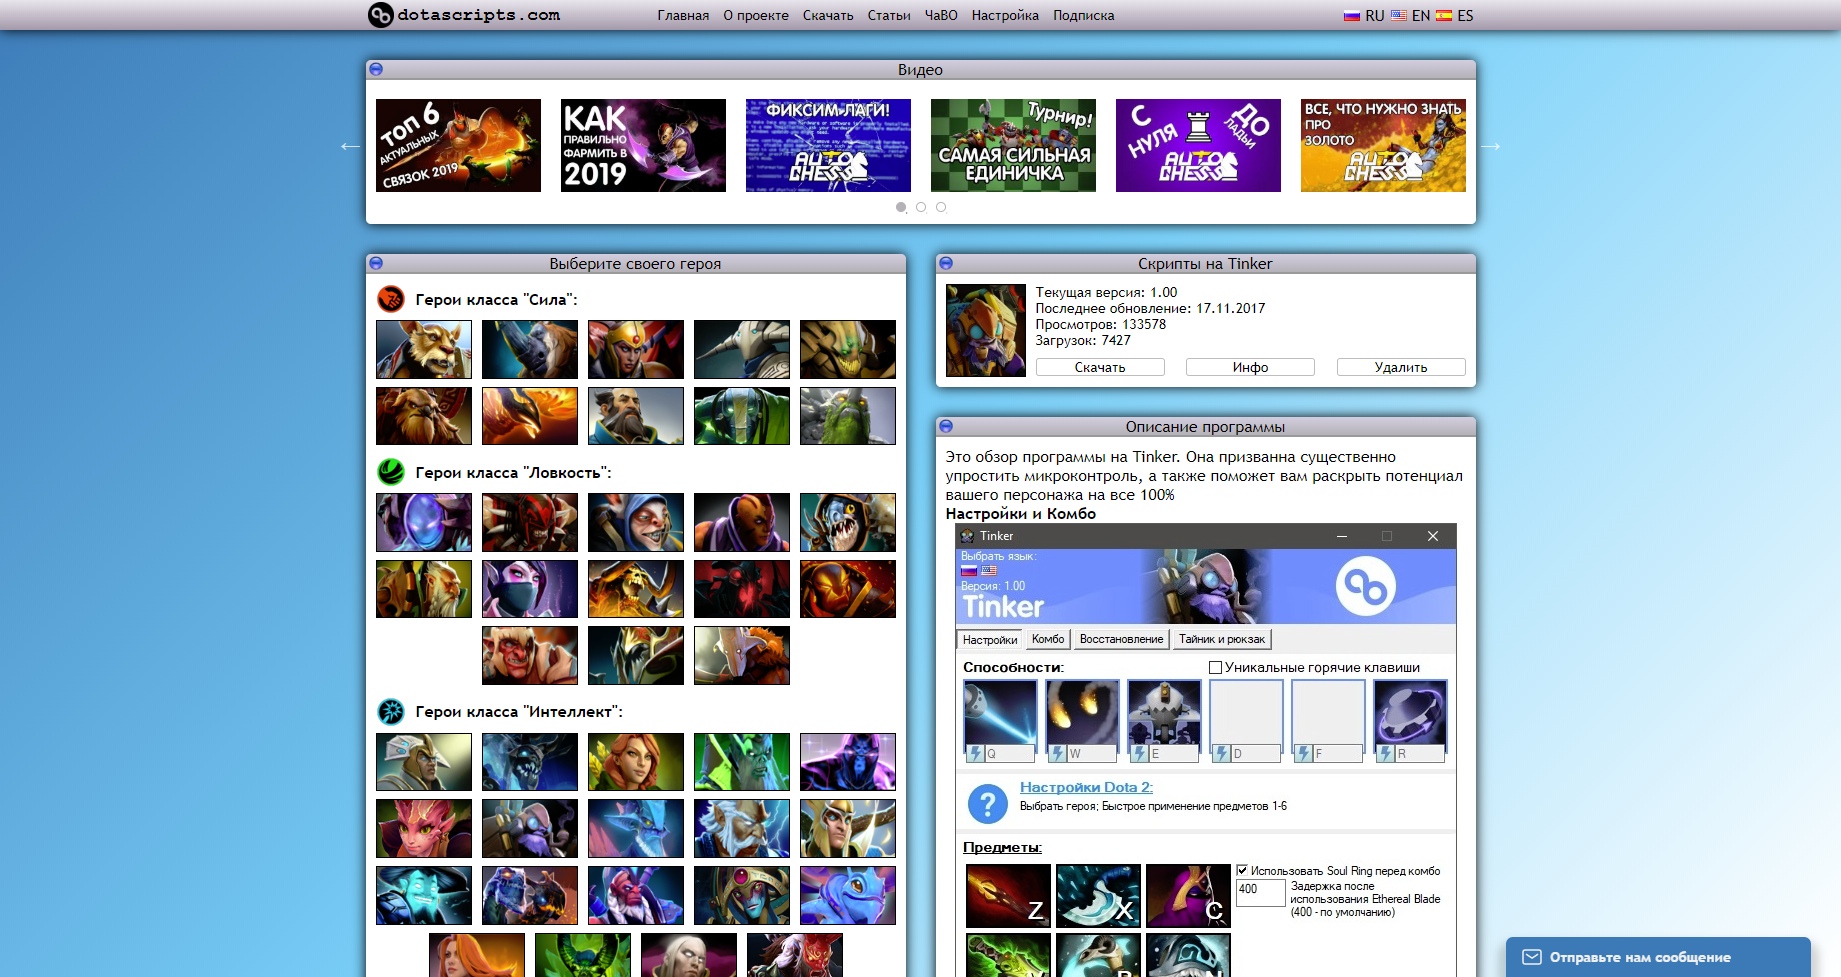 dotascripts.com
Главная О проекте Скачать Статьи ЧаВО Настройка Подписка
RU EN ES
Видео
ТОП 6
АКТУАЛЬНЫХ
СВЯЗОК 2019
КАК
ПРАВИЛЬНО
ФАРМИТЬ В
2019
ФИКСИМ ЛАГИ!
AUTO
CHESS
Турнир!
САМАЯ СИЛЬНАЯ
ЕДИНИЧКА
С
НУЛЯ
ДО
ЛАДЬИ
AUTO
CHESS
ВСЕ, ЧТО НУЖНО ЗНАТЬ
ПРО
ЗОЛОТО
AUTO
CHESS
Выберите своего героя
Герои класса "Сила":
Герои класса "Ловкость":
Герои класса "Интеллект":
Скрипты на Tinker
Текущая версия: 1.00
Последнее обновление: 17.11.2017
Просмотров: 133578
Загрузок: 7427
Скачать Инфо Удалить
Описание программы
Это обзор программы на Tinker. Она призванна существенно
упростить микроконтроль, а также поможет вам раскрыть потенциал
вашего персонажа на все 100%
Настройки и Комбо
Tinker
Выбрать язык:
Версия: 1.00
Tinker
Настройки Комбо Восстановление Тайник и рюкзак
Способности: Уникальные горячие клавиши
Q W E D F R
Настройки Dota 2:
Выбрать героя; Быстрое применение предметов 1-6
Предметы:
Z X C
Использовать Soul Ring перед комбо
400
Задержка после
использования Ethereal Blade
(400 - по умолчанию)
Отправьте нам сообщение